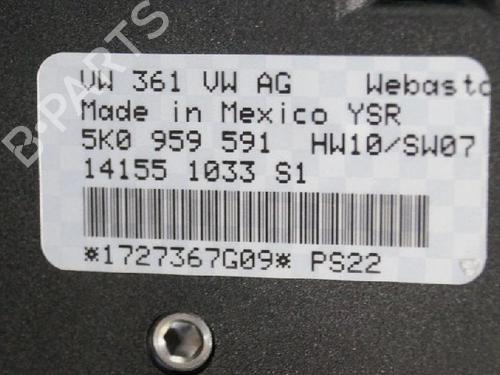 B-PARTS
VW 361 VW AG Webasto
Made in Mexico YSR
5K0 959 591 HW10/SW07
14155 1033 S1
*1727367G09* PS22